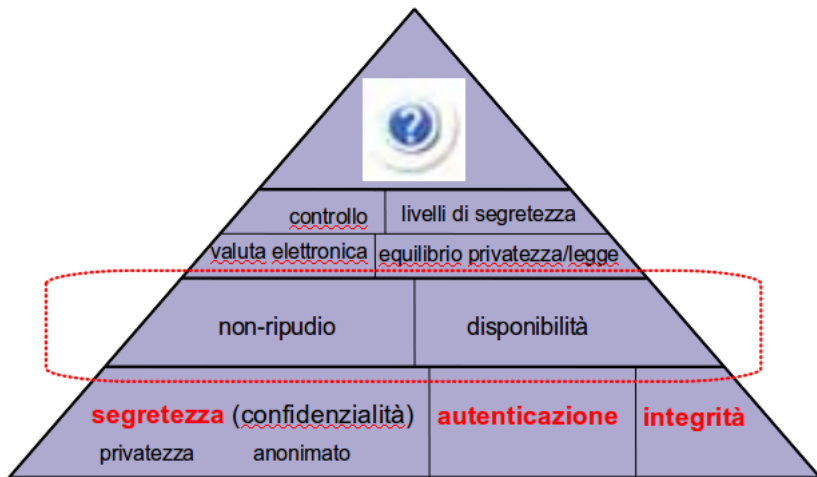 ?
controllo livelli di segretezza
valuta elettronica equilibrio privatezza/legge
non-ripudio disponibilità
segretezza (confidenzialità) autenticazione integrità
privatezza anonimato